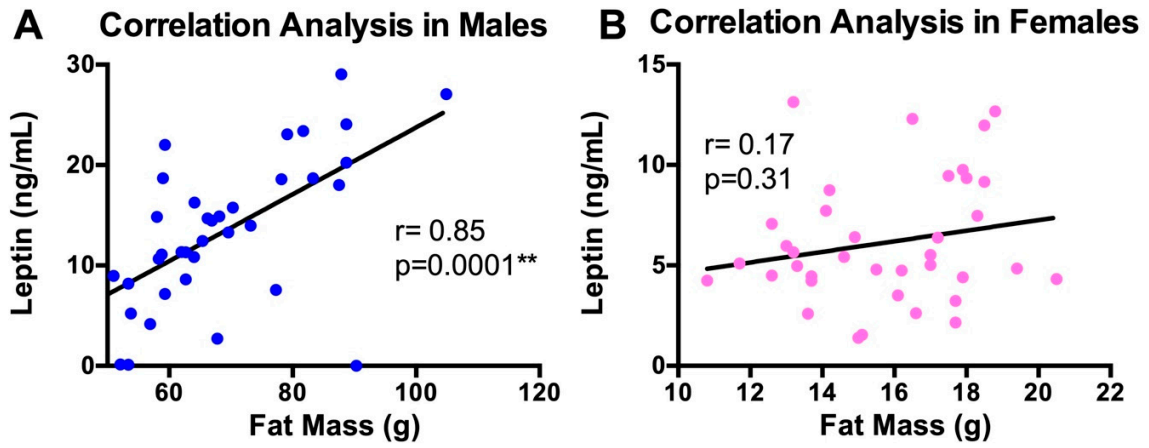 A Correlation Analysis in Males
30
20
10
0
Leptin (ng/mL)
r= 0.85
p=0.0001**
60 80 100 120
Fat Mass (g)
B Correlation Analysis in Females
15
10
5
0
Leptin (ng/mL)
r= 0.17
p=0.31
10 12 14 16 18 20 22
Fat Mass (g)